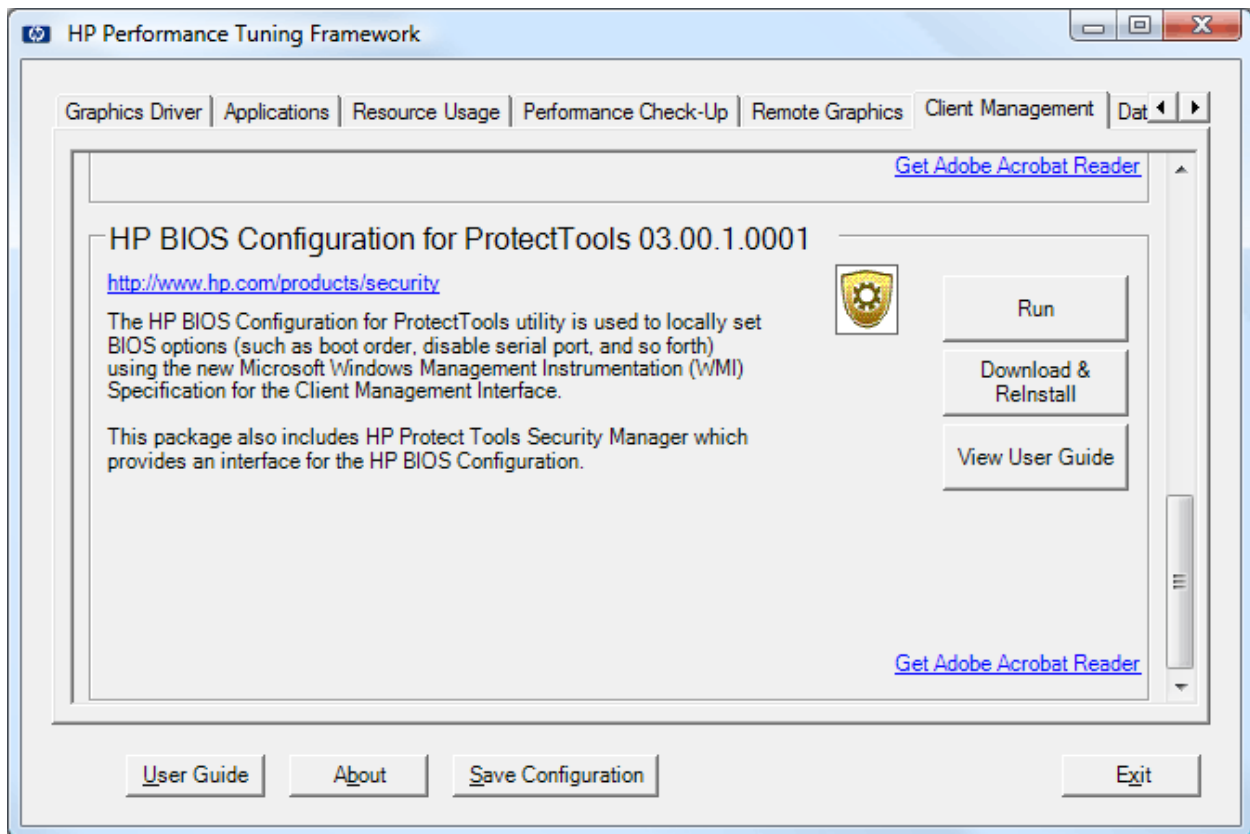 HP Performance Tuning Framework
Graphics Driver Applications Resource Usage Performance Check-Up Remote Graphics Client Management Dat
Get Adobe Acrobat Reader
HP BIOS Configuration for ProtectTools 03.00.1.0001
http://www.hp.com/products/security
The HP BIOS Configuration for ProtectTools utility is used to locally set
BIOS options (such as boot order, disable serial port, and so forth)
using the new Microsoft Windows Management Instrumentation (WMI)
Specification for the Client Management Interface.
This package also includes HP Protect Tools Security Manager which
provides an interface for the HP BIOS Configuration.
Run
Download &
ReInstall
View User Guide
Get Adobe Acrobat Reader
User Guide About Save Configuration Exit